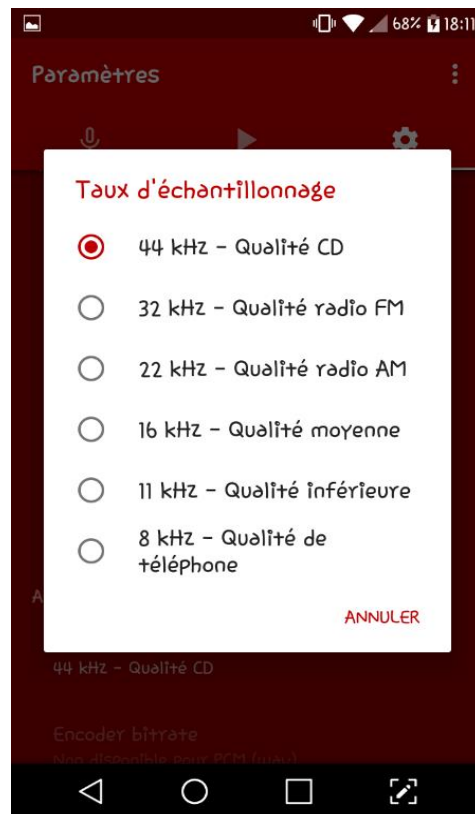 68% 18:11
Paramètres
Taux d'échantillonnage
44 kHz - Qualité CD
32 kHz - Qualité radio FM
22 kHz - Qualité radio AM
16 kHz - Qualité moyenne
11 kHz - Qualité inférieure
8 kHz - Qualité de
téléphone
A
ANNULER
44 kHz - Qualité CD
Encoder bitrate
Non disponible pour PCM (wav)